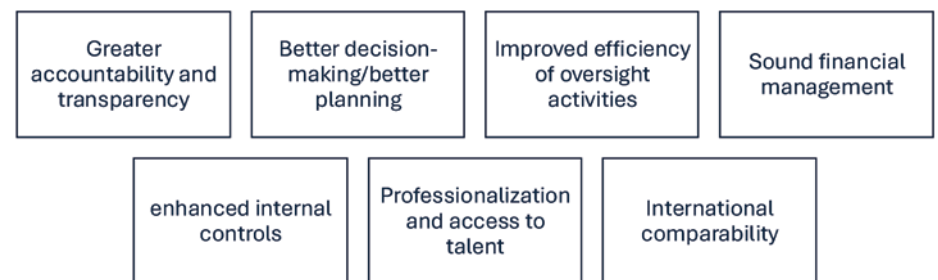 Greater
accountability and
transparency
Better decision-
making/better
planning
Improved efficiency
of oversight
activities
Sound financial
management
enhanced internal
controls
Professionalization
and access to
talent
International
comparability